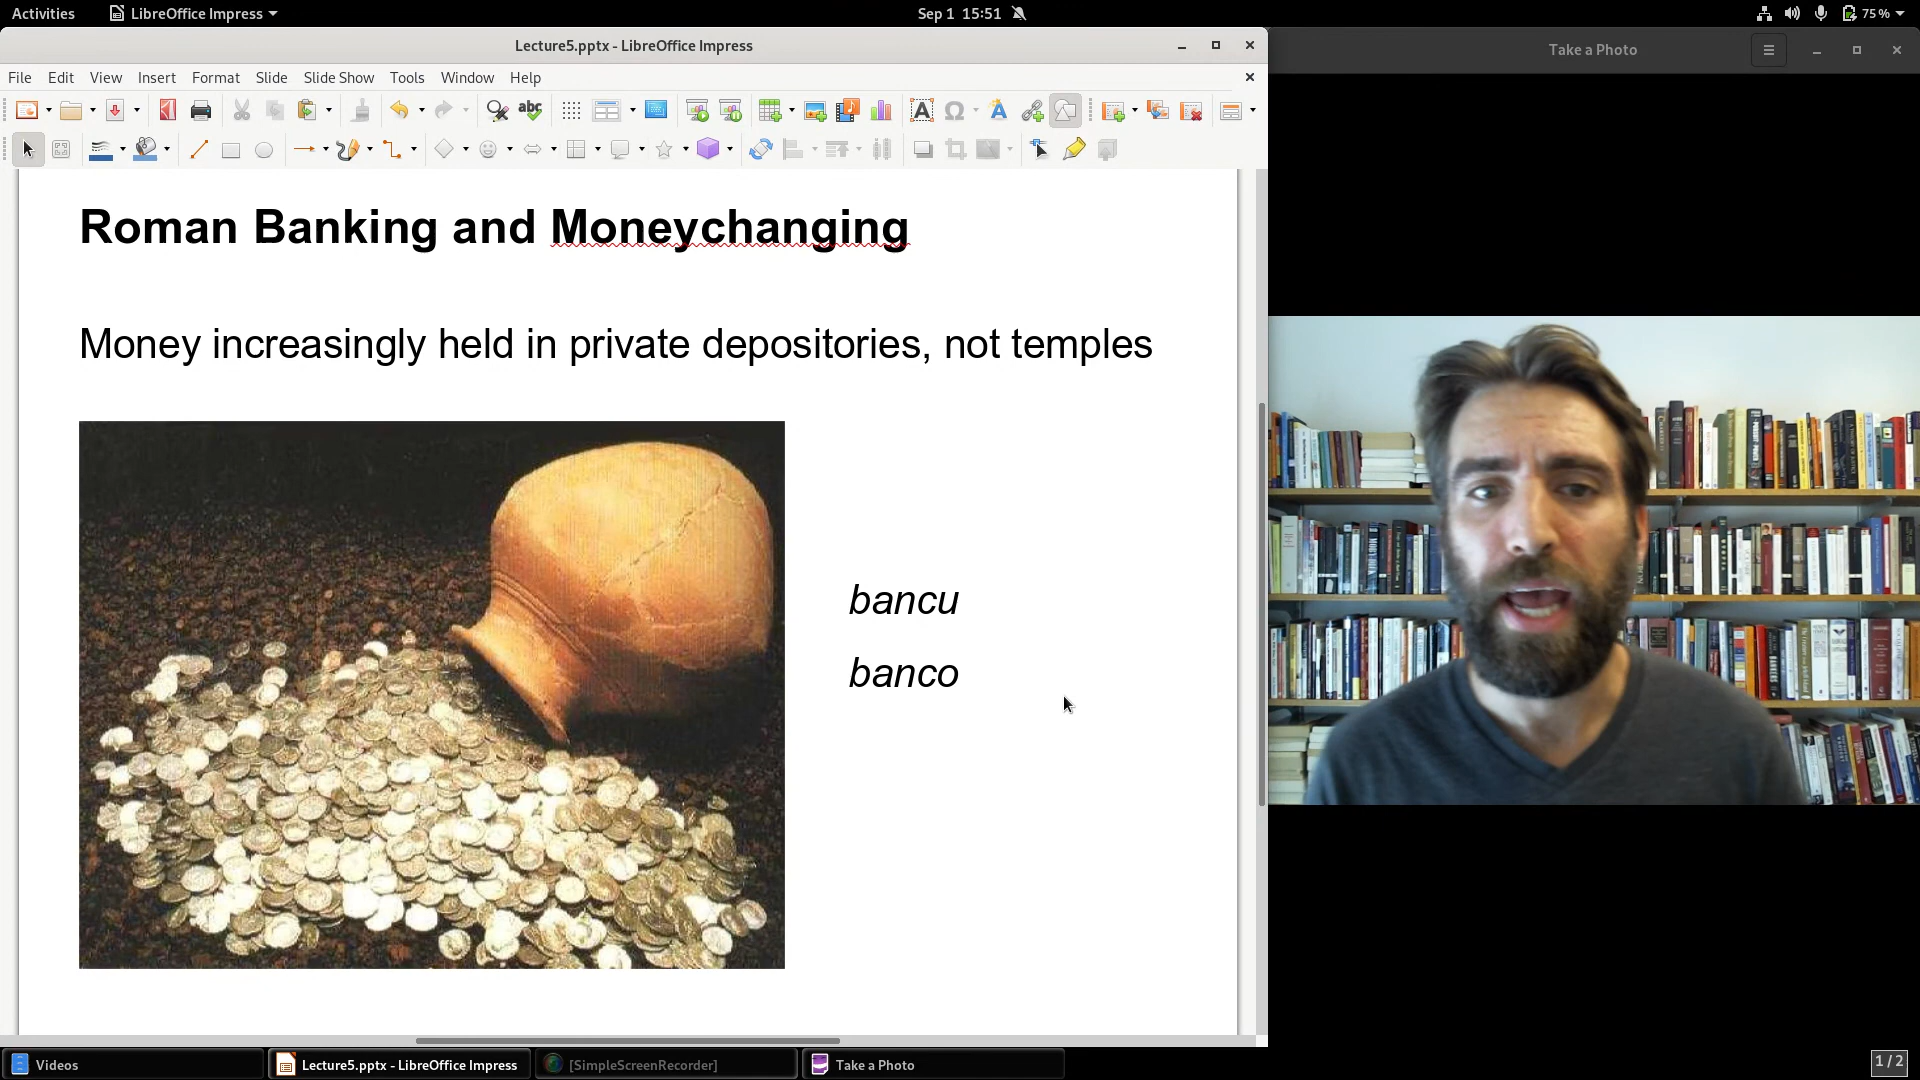 Activities
LibreOffice Impress
Sep 1 15:51
75 %
Lecture5.pptx - LibreOffice Impress
Take a Photo
File Edit View Insert Format Slide Slide Show Tools Window Help
abc
Roman Banking and Moneychanging
Money increasingly held in private depositories, not temples
bancu
banco
Videos
Lecture5.pptx - LibreOffice Impress
[SimpleScreenRecorder]
Take a Photo
1 / 2